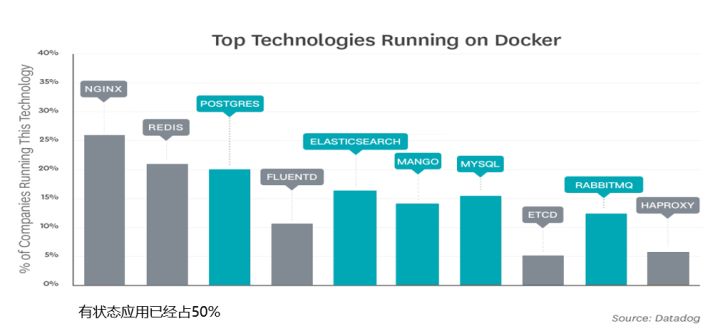 Top Technologies Running on Docker
% of Companies Running This Technology
40%
35%
30%
25%
20%
15%
10%
5%
0%
NGINX
REDIS
POSTGRES
FLUENTD
ELASTICSEARCH
MANGO
MYSQL
ETCD
RABBITMQ
HAPROXY
有状态应用已经占50%
Source: Datadog